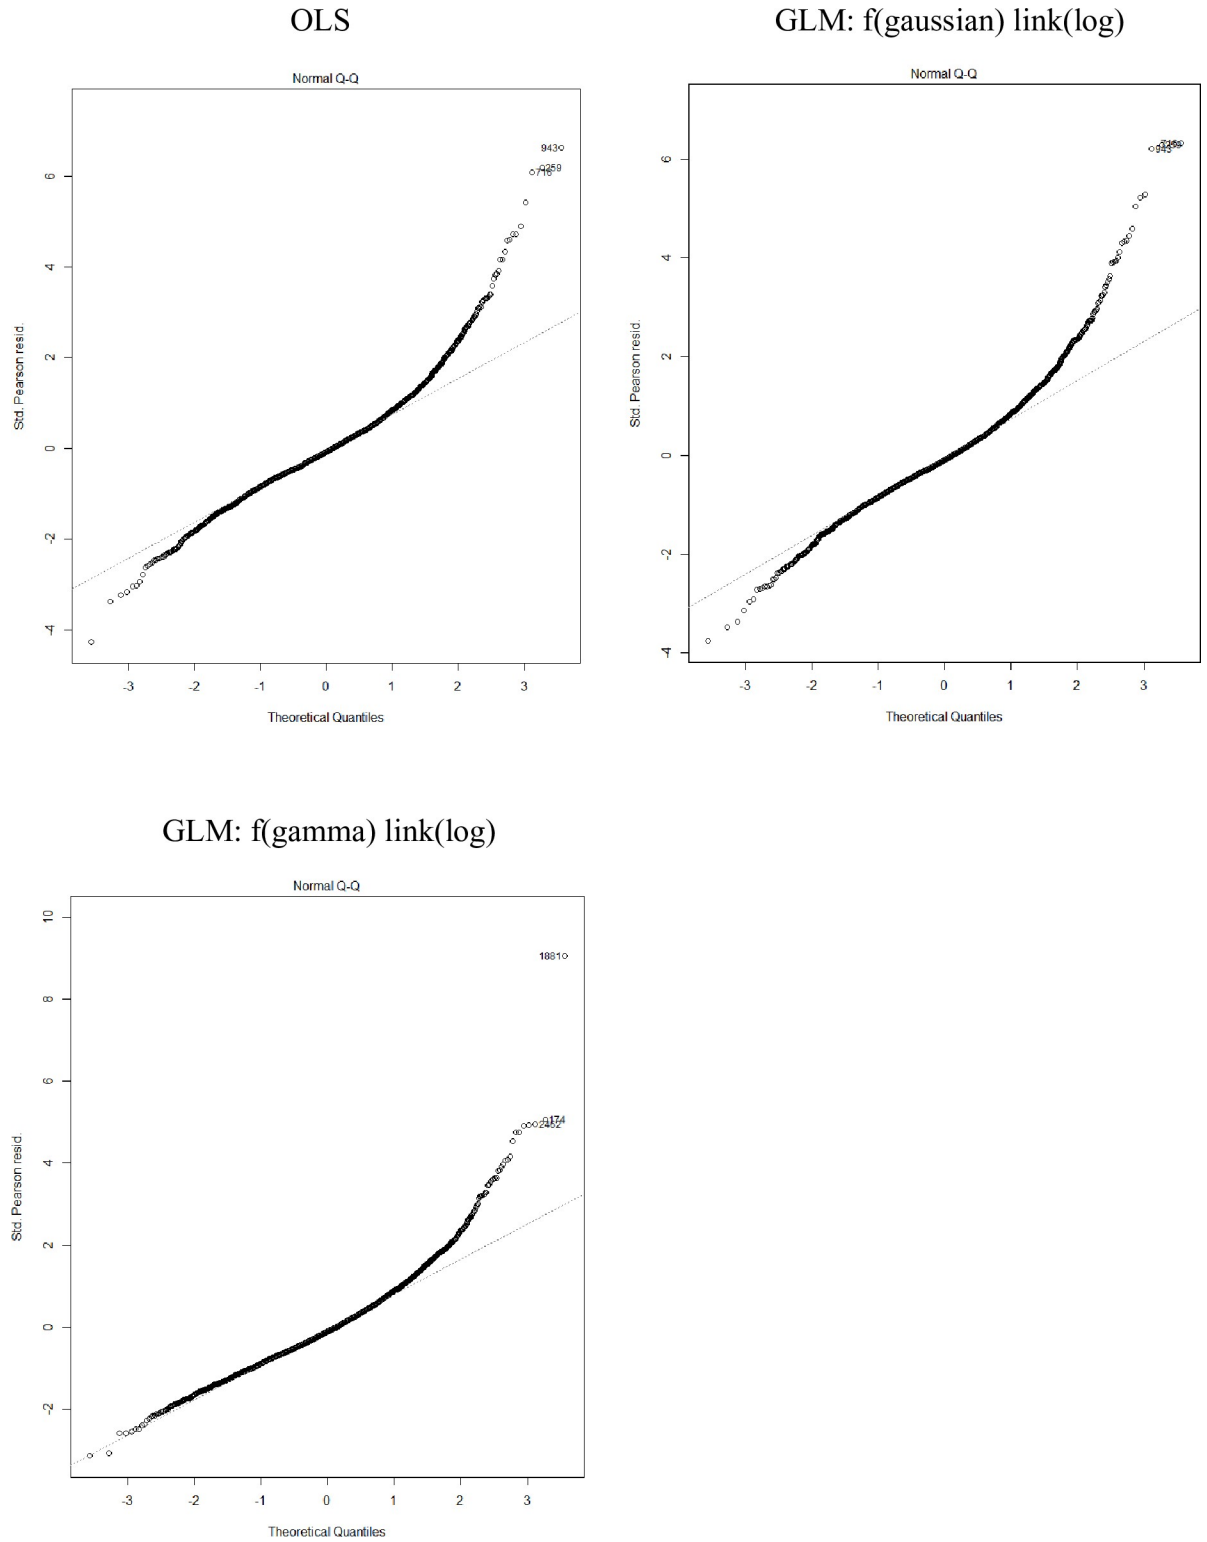 OLS
GLM: f(gaussian) link(log)
Normal Q-Q
Normal Q-Q
943
259
716
943
6
4
2
0
-2
-4
6
4
2
0
-2
-4
Std. Pearson resid.
Std. Pearson resid.
-3 -2 -1 0 1 2 3
-3 -2 -1 0 1 2 3
Theoretical Quantiles
Theoretical Quantiles
GLM: f(gamma) link(log)
Normal Q-Q
1881
174
2462
10
8
6
4
2
0
-2
Std. Pearson resid.
-3 -2 -1 0 1 2 3
Theoretical Quantiles